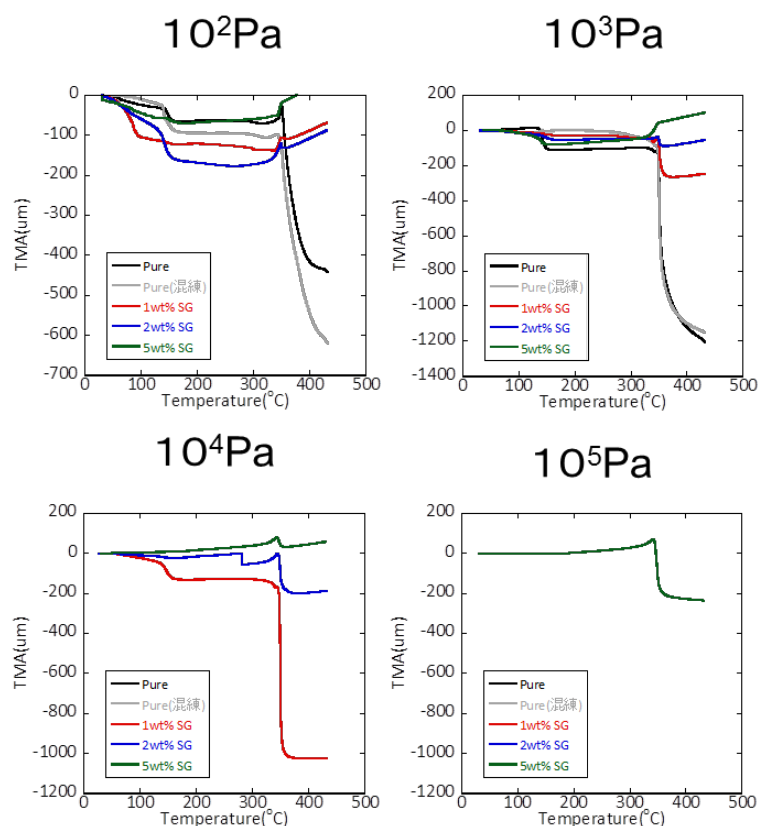 10²Pa
10³Pa
0
-100
-200
-300
-400
-500
-600
-700
TMA(um)
Pure
Pure(混練)
1wt% SG
2wt% SG
5wt% SG
0 100 200 300 400 500
Temperature(°C)
200
0
-200
-400
-600
-800
-1000
-1200
-1400
TMA(um)
Pure
Pure(混練)
1wt% SG
2wt% SG
5wt% SG
0 100 200 300 400 500
Temperature(°C)
10⁴Pa
10⁵Pa
200
0
-200
-400
-600
-800
-1000
-1200
TMA(um)
Pure
Pure(混練)
1wt% SG
2wt% SG
5wt% SG
0 100 200 300 400 500
Temperature(°C)
200
0
-200
-400
-600
-800
-1000
-1200
TMA(um)
Pure
Pure(混練)
1wt% SG
2wt% SG
5wt% SG
0 100 200 300 400 500
Temperature(°C)